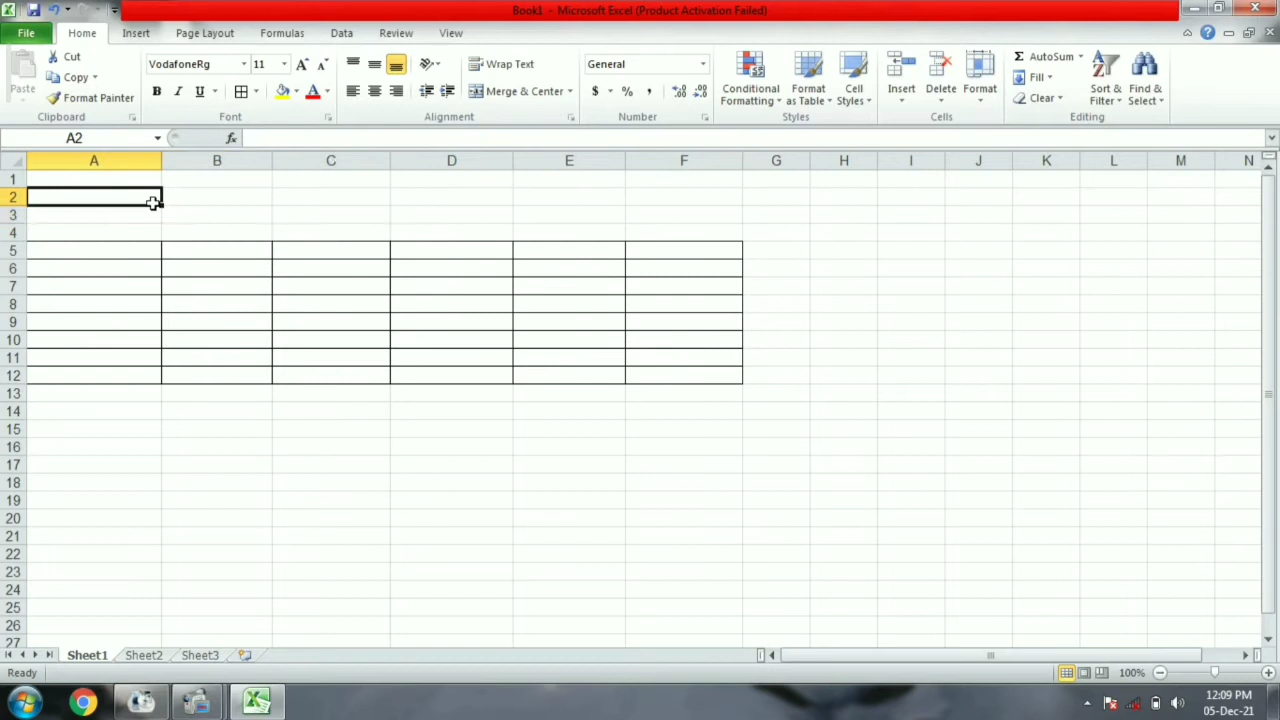 Book1 - Microsoft Excel (Product Activation Failed)
File Home Insert Page Layout Formulas Data Review View
Paste
Cut
Copy
Format Painter
Clipboard
VodafoneRg 11
B I U
Font
Wrap Text
Merge & Center
Alignment
General
$ % ,
Number
Conditional Formatting
Format as Table
Cell Styles
Styles
Insert
Delete
Format
Cells
AutoSum
Fill
Clear
Sort & Filter
Find & Select
Editing
A2 fx
A B C D E F G H I J K L M N
1
2
3
4
5
6
7
8
9
10
11
12
13
14
15
16
17
18
19
20
21
22
23
24
25
26
27
Sheet1 Sheet2 Sheet3
Ready 100%
12:09 PM
05-Dec-21